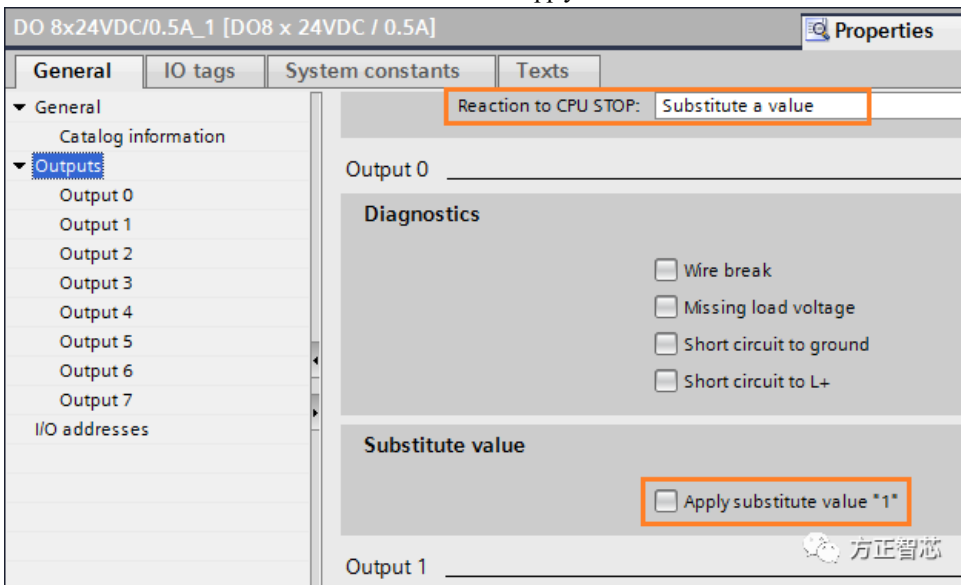 DO 8x24VDC/0.5A_1 [DO8 x 24VDC / 0.5A]
Properties
General
IO tags
System constants
Texts
General
Catalog information
Outputs
Output 0
Output 1
Output 2
Output 3
Output 4
Output 5
Output 6
Output 7
I/O addresses
Reaction to CPU STOP: Substitute a value
Output 0
Diagnostics
Wire break
Missing load voltage
Short circuit to ground
Short circuit to L+
Substitute value
Apply substitute value "1"
Output 1
方正智芯